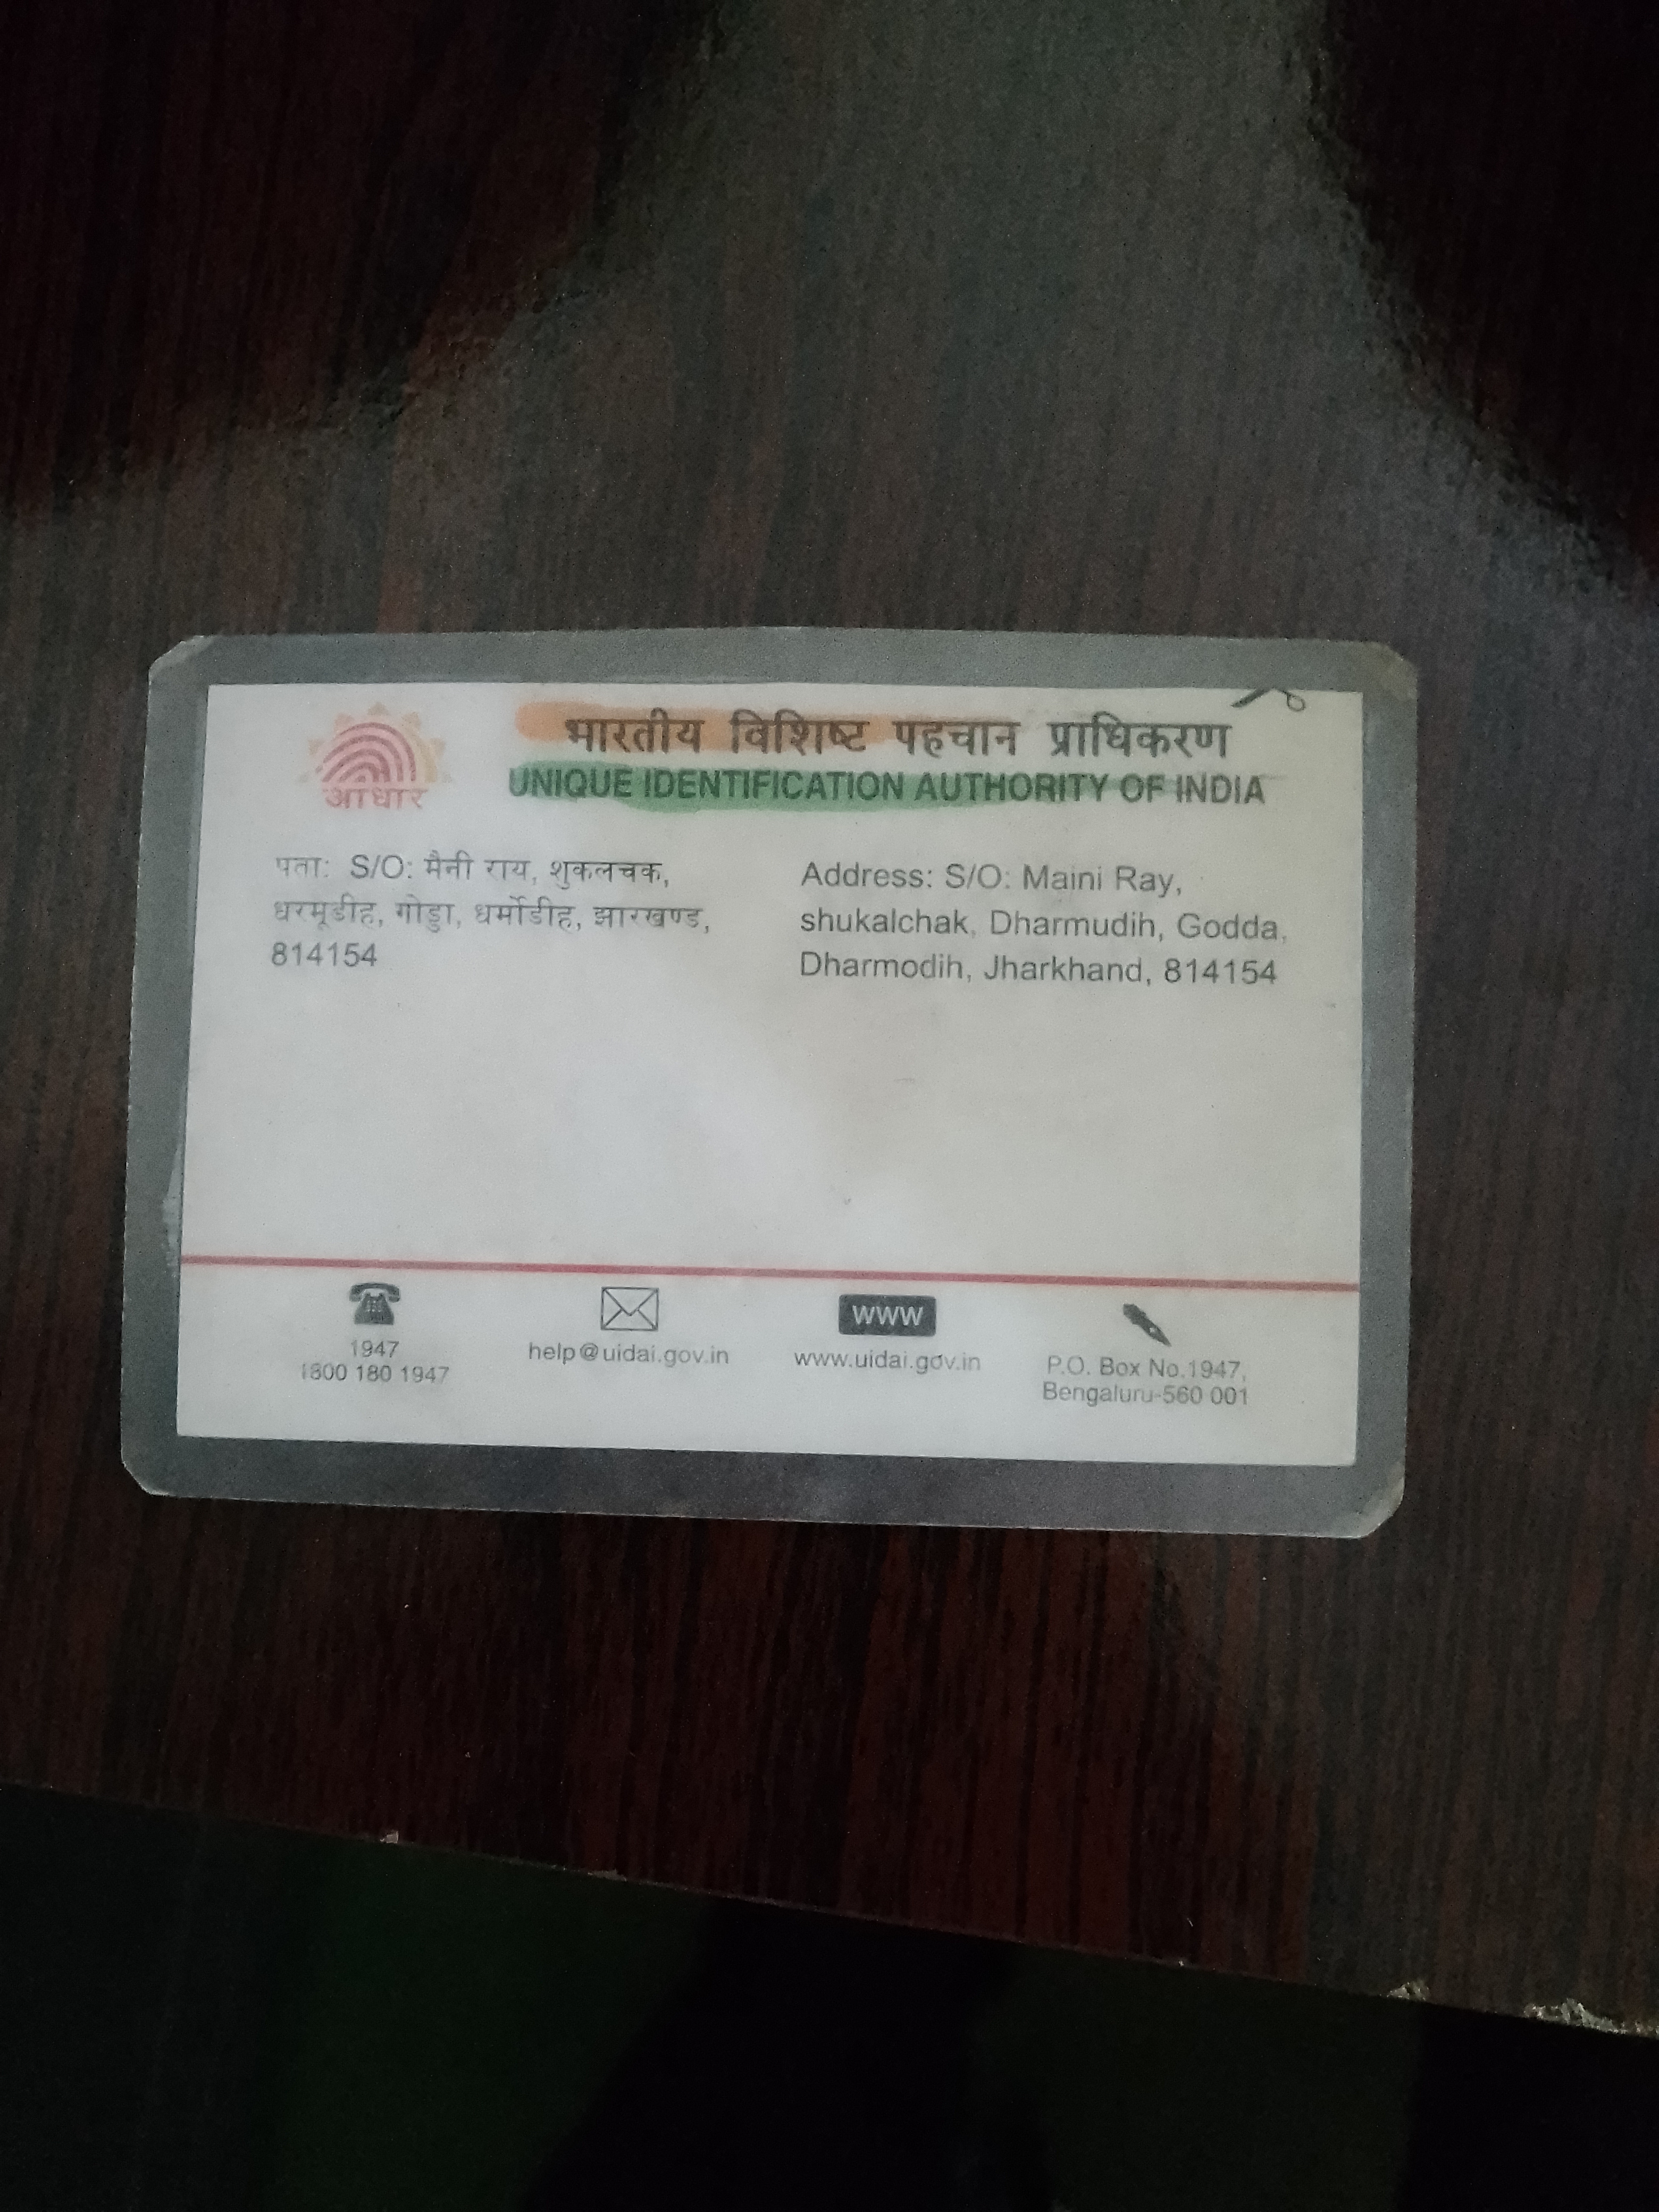 आधार
भारतीय विशिष्ट पहचान प्राधिकरण
UNIQUE IDENTIFICATION AUTHORITY OF INDIA
पता: S/O: मैनी राय, शुकलचक,
धरमूडीह, गोड्डा, धर्मोडीह, झारखण्ड,
814154
Address: S/O: Maini Ray,
shukalchak, Dharmudih, Godda,
Dharmodih, Jharkhand, 814154
1947
1800 180 1947
help@uidai.gov.in
www
www.uidai.gov.in
P.O. Box No.1947,
Bengaluru-560 001